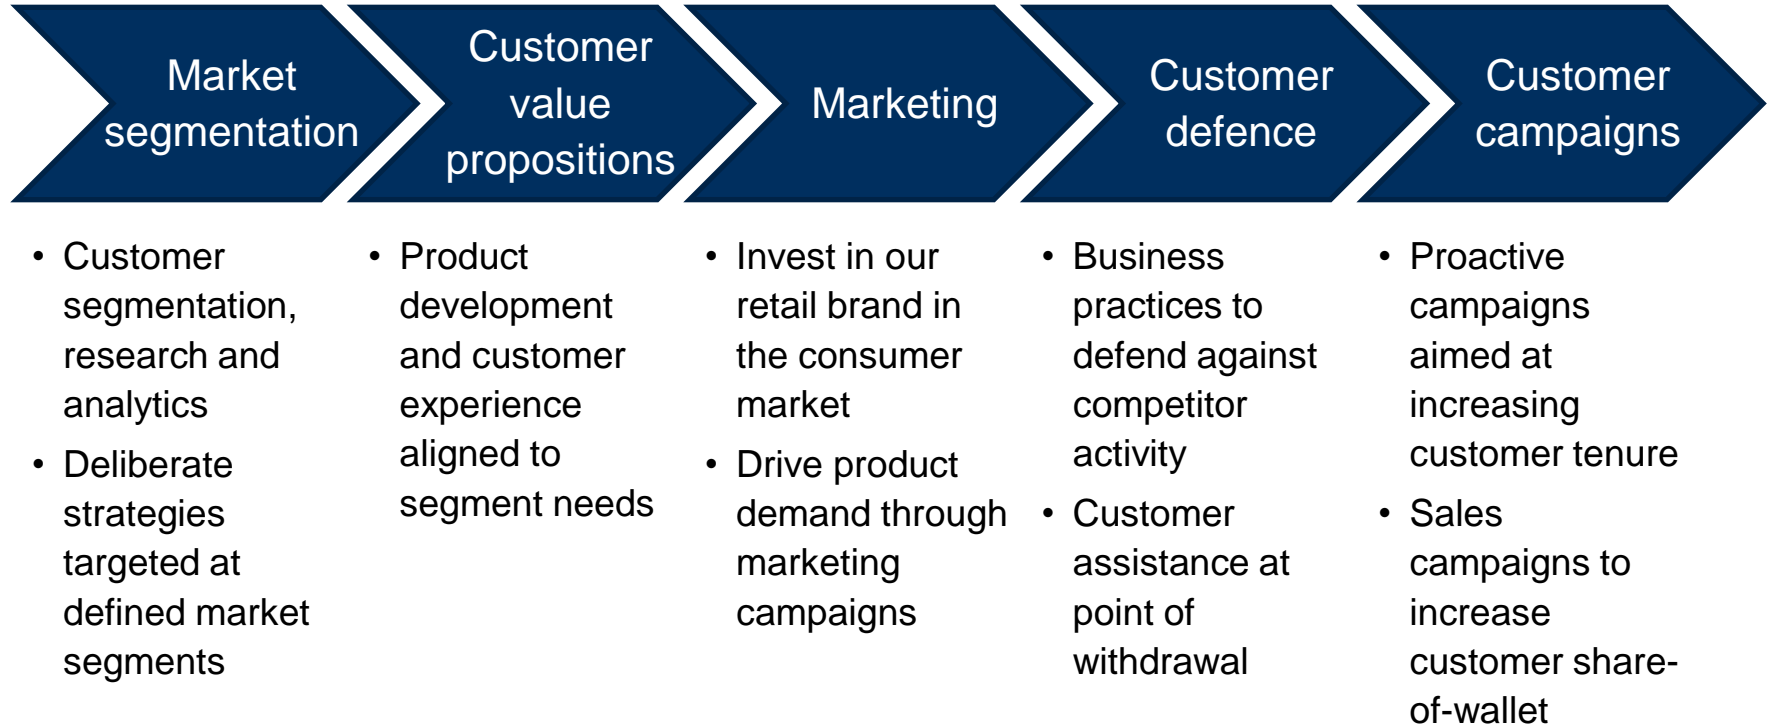 Market
segmentation
Customer
value
propositions
Marketing
Customer
defence
Customer
campaigns
• Customer
segmentation,
research and
analytics
• Deliberate
strategies
targeted at
defined market
segments
• Product
development
and customer
experience
aligned to
segment needs
• Invest in our
retail brand in
the consumer
market
• Drive product
demand through
marketing
campaigns
• Business
practices to
defend against
competitor
activity
• Customer
assistance at
point of
withdrawal
• Proactive
campaigns
aimed at
increasing
customer tenure
• Sales
campaigns to
increase
customer share-
of-wallet